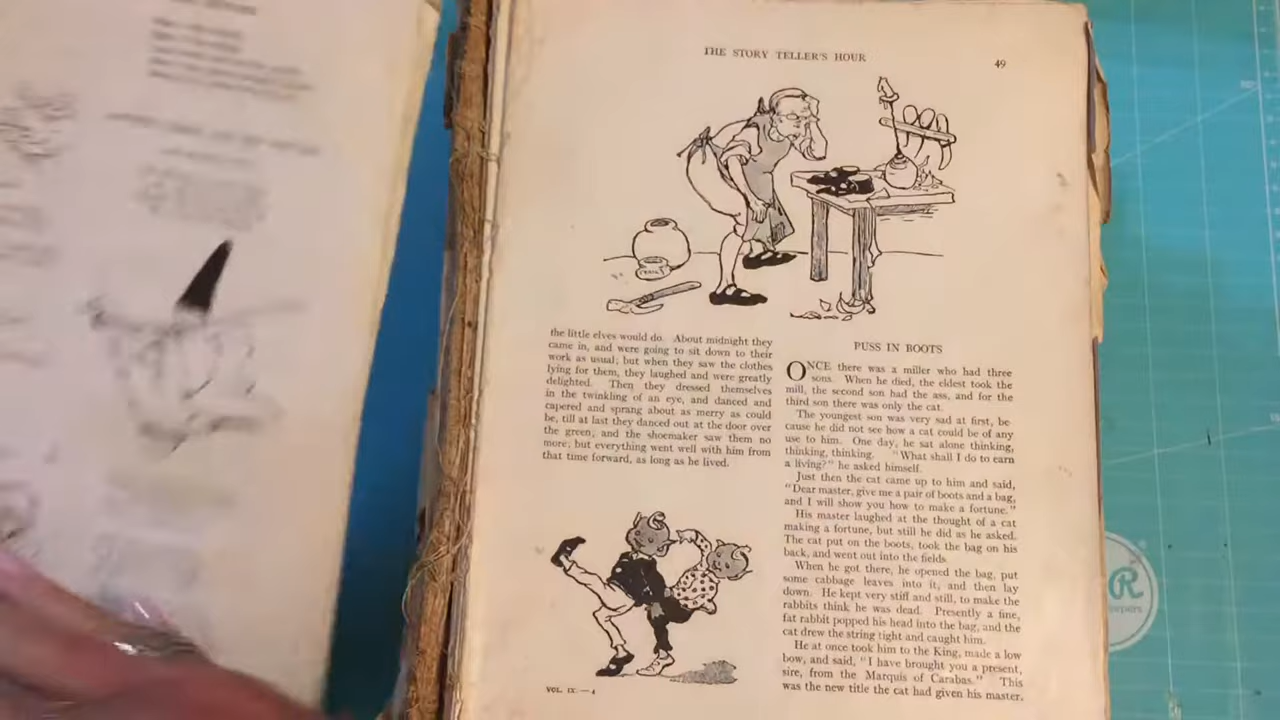 THE STORY TELLER'S HOUR
49
the little elves would do. About midnight they
came in, and were going to sit down to their
work as usual; but when they saw the clothes
lying for them, they laughed and were greatly
delighted. Then they dressed themselves
in the twinkling of an eye, and danced and
capered and sprang about as merry as could
be, till at last they danced out at the door over
the green; and the shoemaker saw them no
more; but everything went well with him from
that time forward, as long as he lived.
VOL. IX.—4
PUSS IN BOOTS
ONCE there was a miller who had three
sons. When he died, the eldest took the
mill, the second son had the ass, and for the
third son there was only the cat.
The youngest son was very sad at first, be
cause he did not see how a cat could be of any
use to him. One day, he sat alone thinking,
thinking, thinking. "What shall I do to earn
a living?" he asked himself.
Just then the cat came up to him and said,
"Dear master, give me a pair of boots and a bag,
and I will show you how to make a fortune."
His master laughed at the thought of a cat
making a fortune, but still he did as he asked.
The cat put on the boots, took the bag on his
back, and went out into the fields.
When he got there, he opened the bag, put
some cabbage leaves into it, and then lay
down. He kept very stiff and still, to make the
rabbits think he was dead. Presently a fine,
fat rabbit popped his head into the bag, and the
cat drew the string tight and caught him.
He at once took him to the King, made a low
bow, and said, "I have brought you a present,
sire, from the Marquis of Carabas." This
was the new title the cat had given his master.
R
eepers